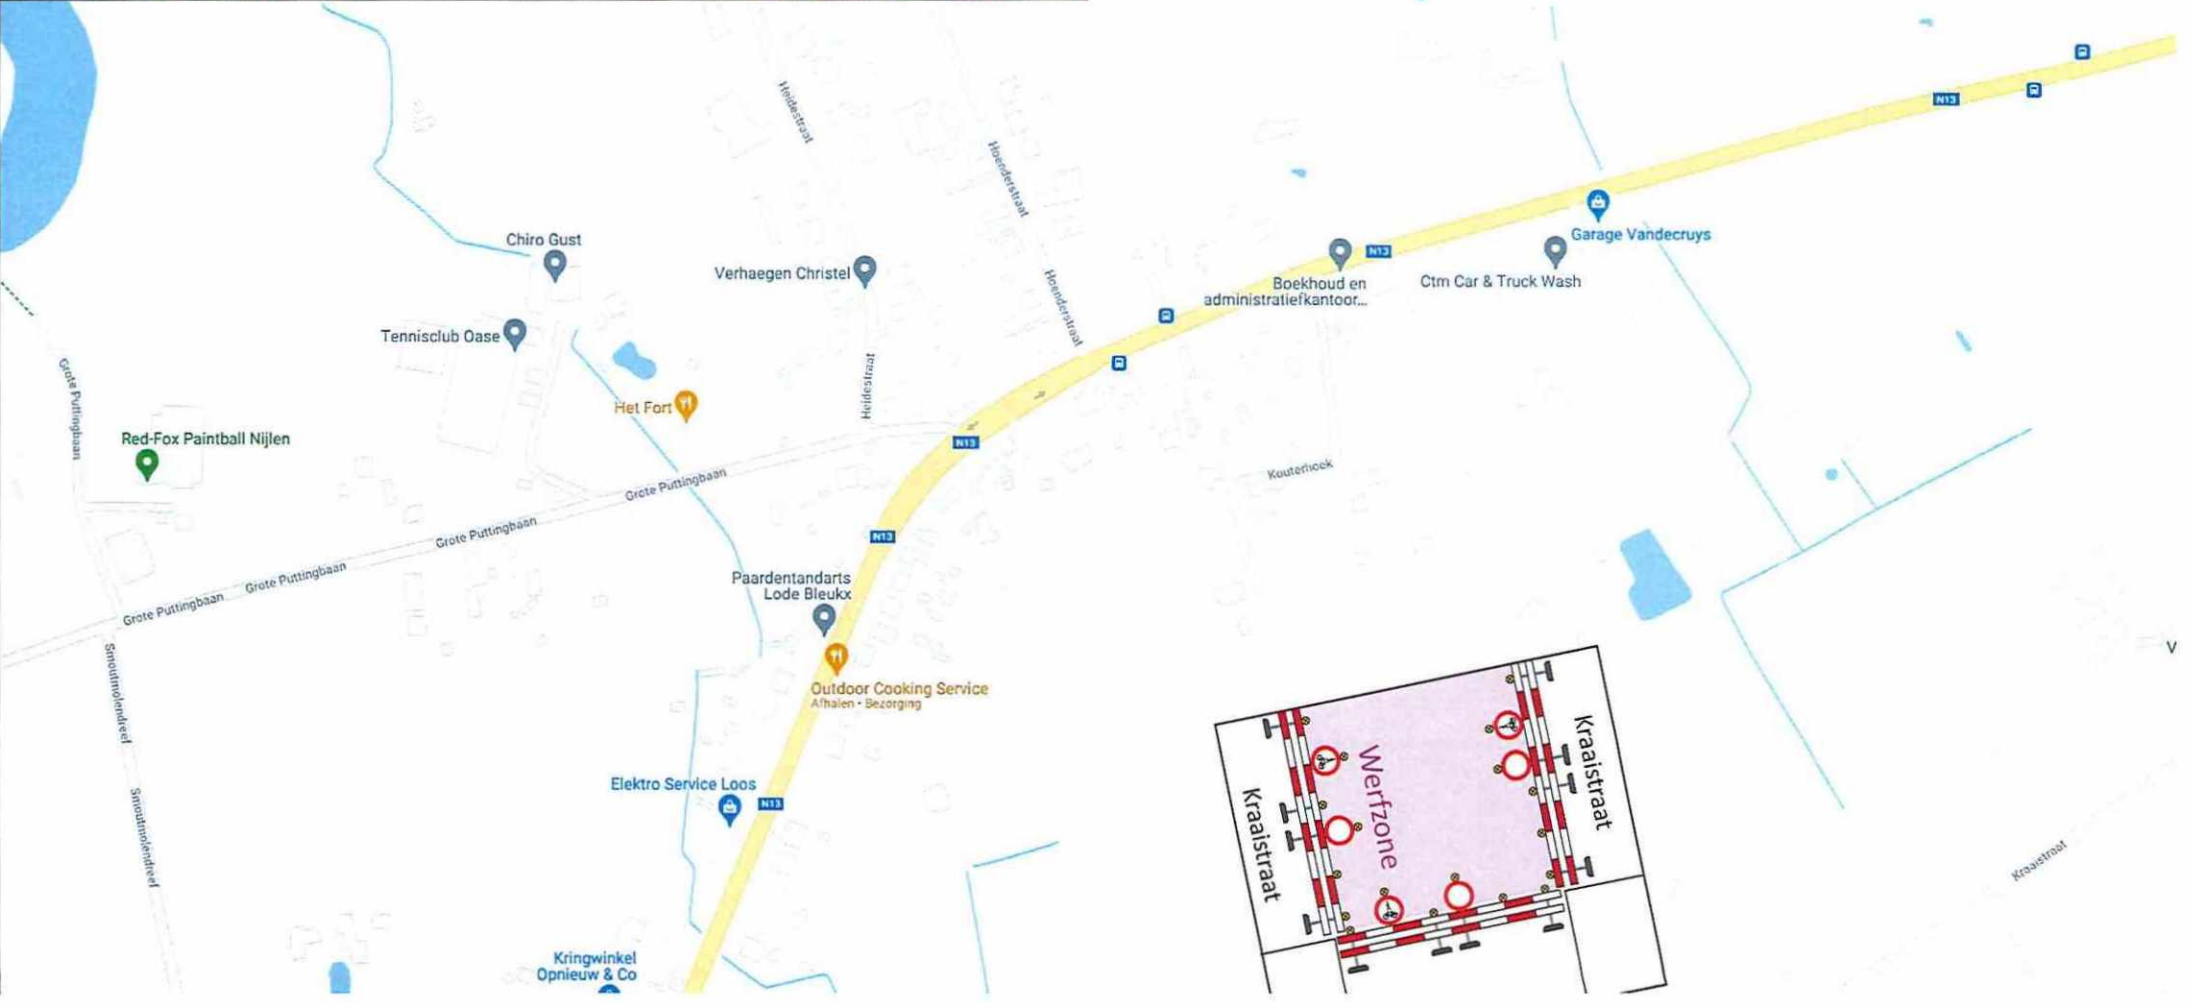 Heidestraat
Hoenderstraat
N13
Chiro Gust
Verhaegen Christel
Garage Vandecruys
N13
Boekhoud en
administratiefkantoor...
Ctm Car & Truck Wash
Hoenderstraat
Tennisclub Oase
Heidestraat
Grote Puttingbaan
Het Fort
Red-Fox Paintball Nijlen
N13
Kouterhoek
Grote Puttingbaan
Grote Puttingbaan
N13
Grote Puttingbaan
Grote Puttingbaan
Paardentandarts
Lode Bleukx
Smoutmolendreef
V
Outdoor Cooking Service
Afhalen • Bezorging
Kraaistraat
Werfzone
Kraaistraat
Elektro Service Loos
N13
Smoutmolendreef
Kraaistraat
Kringwinkel
Opnieuw & Co